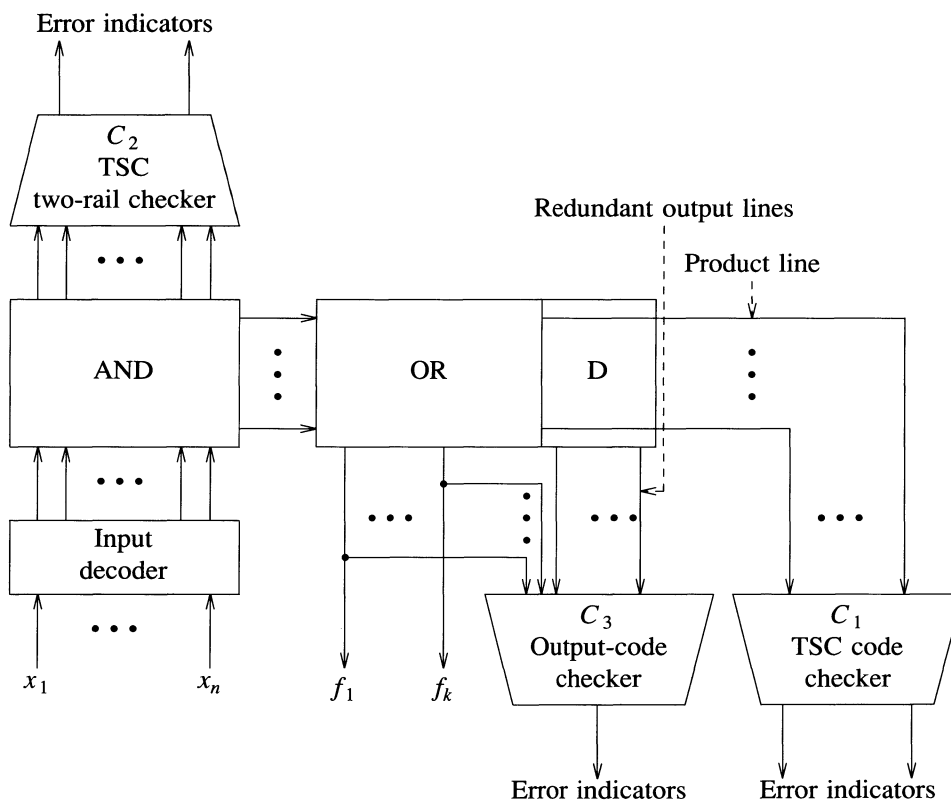 Error indicators
C2
TSC
two-rail checker
Redundant output lines
Product line
AND
OR
D
Input
decoder
C3
Output-code
checker
C1
TSC code
checker
x1
xn
f1
fk
Error indicators
Error indicators